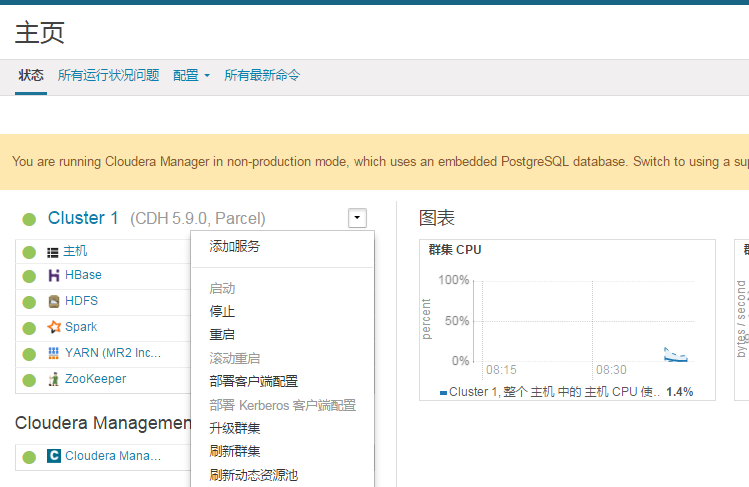 主页
状态 所有运行状况问题 配置 所有最新命令
You are running Cloudera Manager in non-production mode, which uses an embedded PostgreSQL database. Switch to using a
Cluster 1 (CDH 5.9.0, Parcel)
主机
HBase
HDFS
Spark
YARN (MR2 Inc...
ZooKeeper
Cloudera Managemen
Cloudera Mana...
添加服务
启动
停止
重启
滚动重启
部署客户端配置
部署 Kerberos 客户端配置
升级群集
刷新群集
刷新动态资源池
图表
群集 CPU
percent
100%
50%
0%
08:15 08:30
Cluster 1, 整个 主机 中的 主机 CPU 使... 1.4%
bytes / second